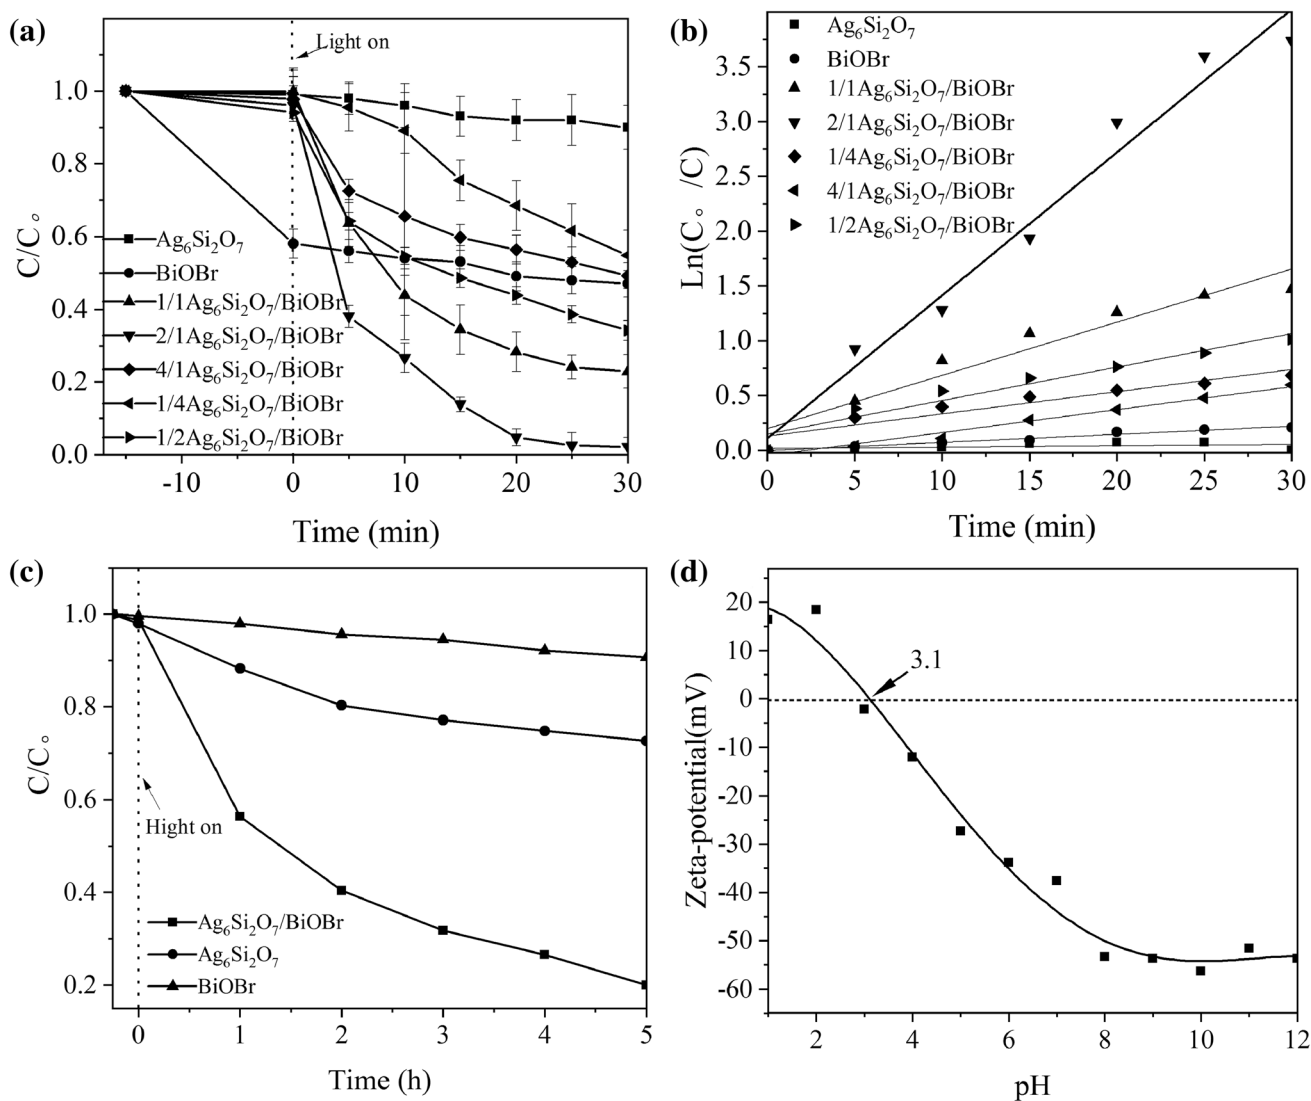 (a)
Light on
C/C₀
1.0
0.8
0.6
0.4
0.2
0.0
Ag₆Si₂O₇
BiOBr
1/1Ag₆Si₂O₇/BiOBr
2/1Ag₆Si₂O₇/BiOBr
4/1Ag₆Si₂O₇/BiOBr
1/4Ag₆Si₂O₇/BiOBr
1/2Ag₆Si₂O₇/BiOBr
-10 0 10 20 30
Time (min)
(b)
Ln(C₀ /C)
3.5
3.0
2.5
2.0
1.5
1.0
0.5
0.0
Ag₆Si₂O₇
BiOBr
1/1Ag₆Si₂O₇/BiOBr
2/1Ag₆Si₂O₇/BiOBr
1/4Ag₆Si₂O₇/BiOBr
4/1Ag₆Si₂O₇/BiOBr
1/2Ag₆Si₂O₇/BiOBr
0 5 10 15 20 25 30
Time (min)
(c)
C/C₀
1.0
0.8
0.6
0.4
0.2
Hight on
Ag₆Si₂O₇/BiOBr
Ag₆Si₂O₇
BiOBr
0 1 2 3 4 5
Time (h)
(d)
Zeta-potential(mV)
20
10
0
-10
-20
-30
-40
-50
-60
3.1
2 4 6 8 10 12
pH